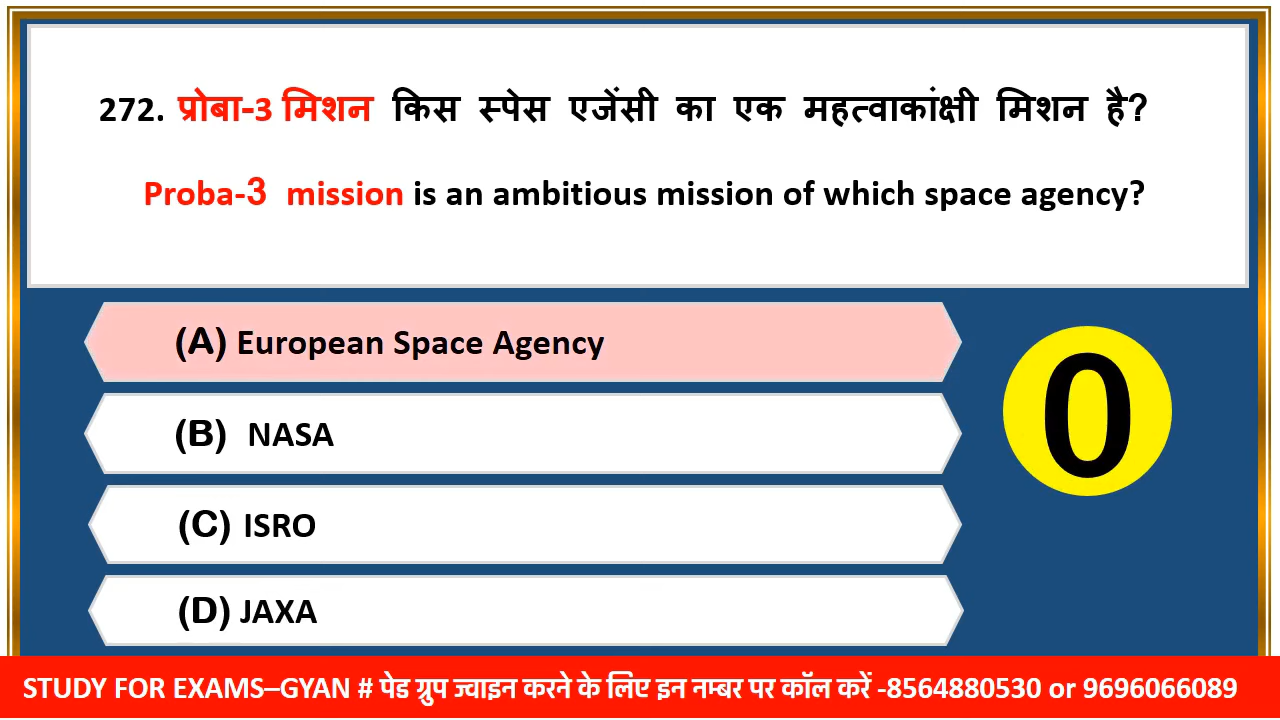 272. प्रोबा-3 मिशन किस स्पेस एजेंसी का एक महत्वाकांक्षी मिशन है?
Proba-3 mission is an ambitious mission of which space agency?
(A) European Space Agency
0
(B) NASA
(C) ISRO
(D) JAXA
STUDY FOR EXAMS–GYAN # पेड ग्रुप ज्वाइन करने के लिए इन नम्बर पर कॉल करें -8564880530 or 9696066089